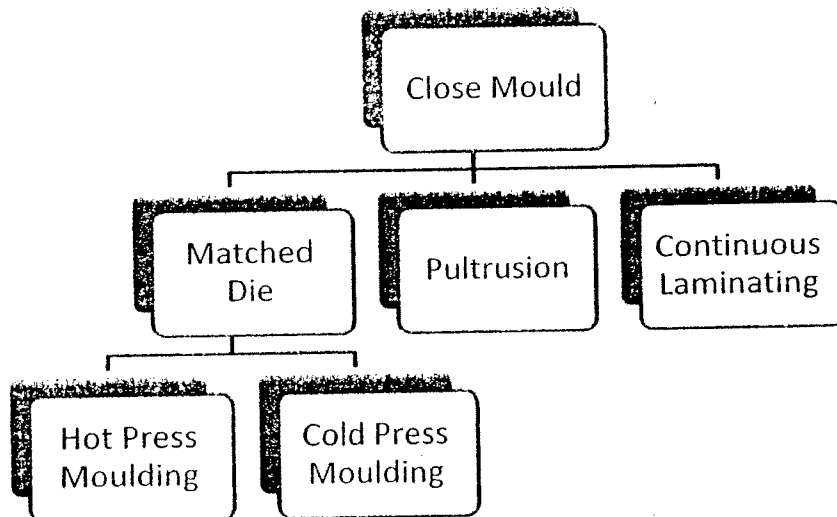 Close Mould
Matched
Die
Pultrusion
Continuous
Laminating
Hot Press
Moulding
Cold Press
Moulding